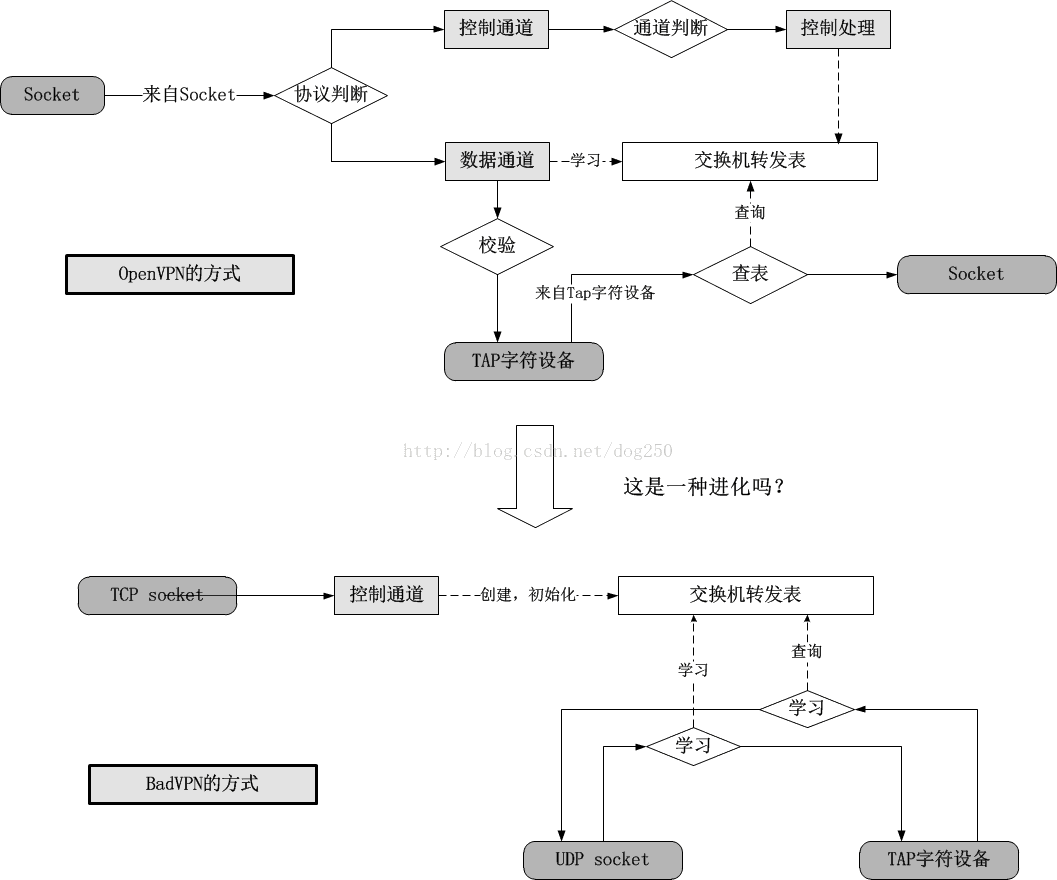 控制通道
通道判断
控制处理
Socket
来自Socket
协议判断
数据通道
学习
交换机转发表
查询
校验
OpenVPN的方式
查表
Socket
来自Tap字符设备
TAP字符设备
http://blog.csdn.net/dog250
这是一种进化吗?
TCP socket
控制通道
创建，初始化
交换机转发表
学习
查询
学习
学习
BadVPN的方式
UDP socket
TAP字符设备